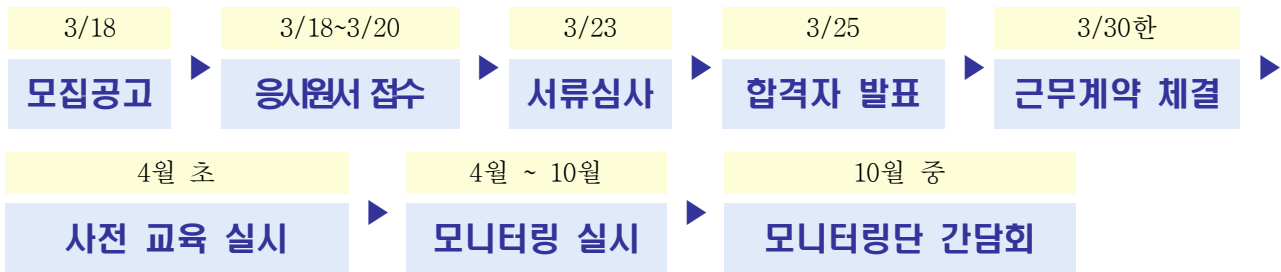 3/18 3/18~3/20 3/23 3/25 3/30한
모집공고 ▶ 응시원서 접수 ▶ 서류심사 ▶ 합격자 발표 ▶ 근무계약 체결 ▶
4월 초 4월 ~ 10월 10월 중
사전 교육 실시 ▶ 모니터링 실시 ▶ 모니터링단 간담회